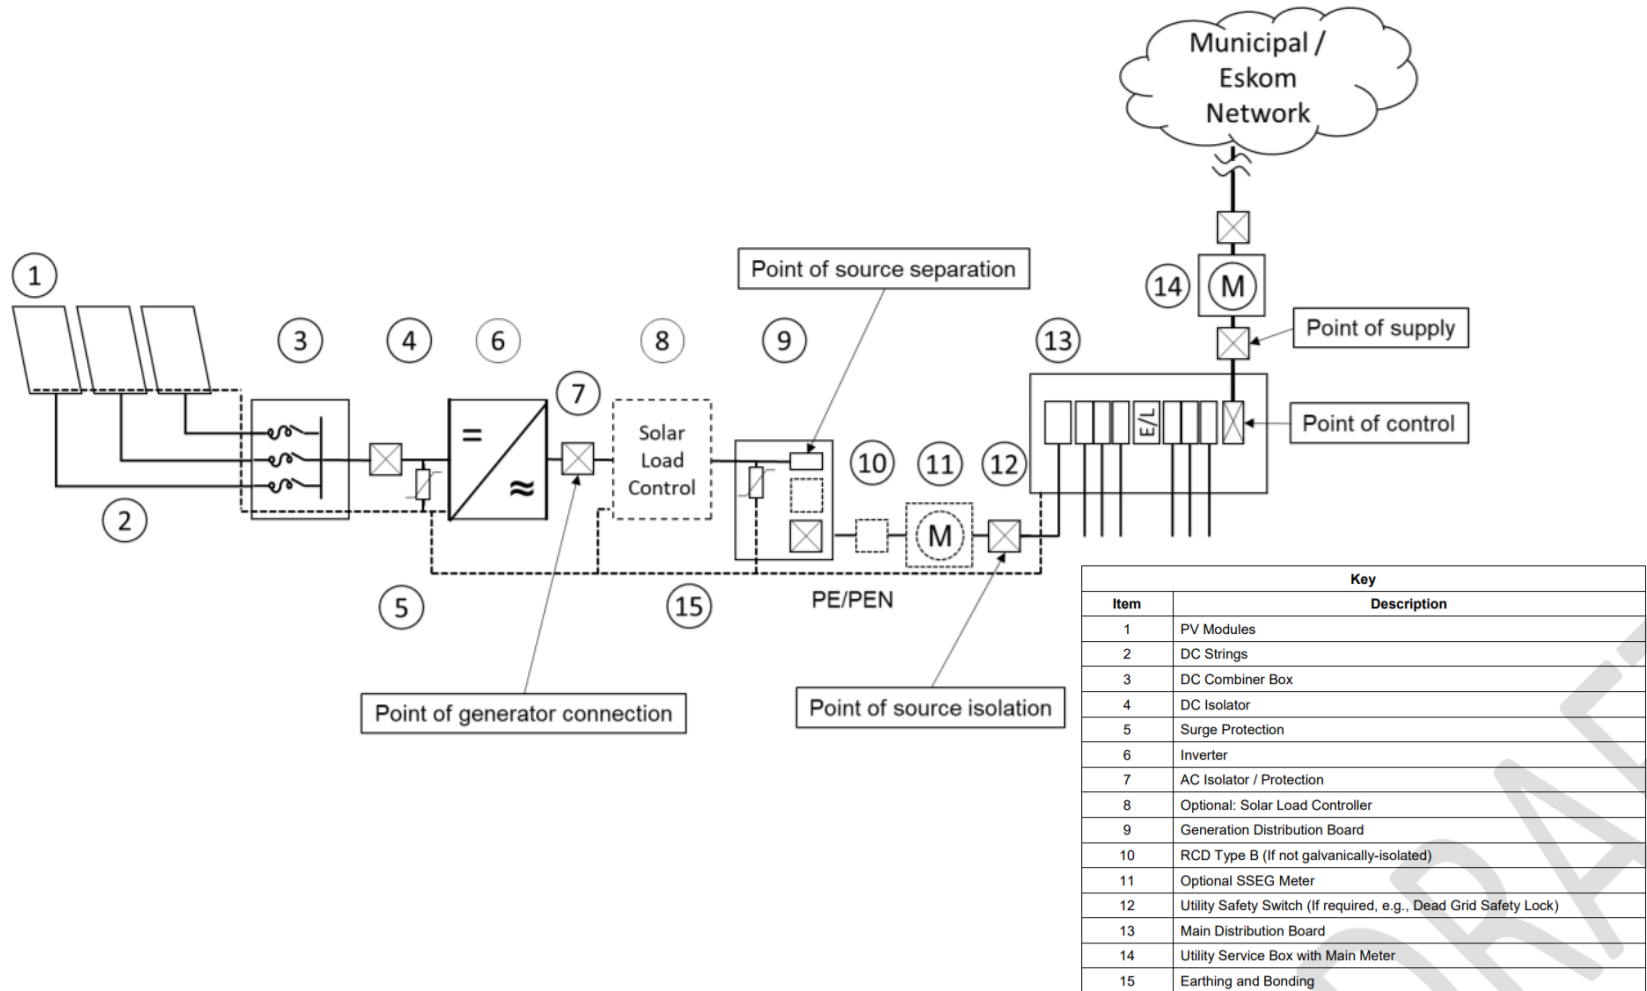 Municipal /
Eskom
Network
1
Point of source separation
14
M
3
4
6
8
9
13
Point of supply
7
Solar
Load
Control
=
≈
E/L
Point of control
10
11
12
M
2
5
15
PE/PEN
Point of generator connection
Point of source isolation
Key
Item Description
1 PV Modules
2 DC Strings
3 DC Combiner Box
4 DC Isolator
5 Surge Protection
6 Inverter
7 AC Isolator / Protection
8 Optional: Solar Load Controller
9 Generation Distribution Board
10 RCD Type B (If not galvanically-isolated)
11 Optional SSEG Meter
12 Utility Safety Switch (If required, e.g., Dead Grid Safety Lock)
13 Main Distribution Board
14 Utility Service Box with Main Meter
15 Earthing and Bonding
DRAFT